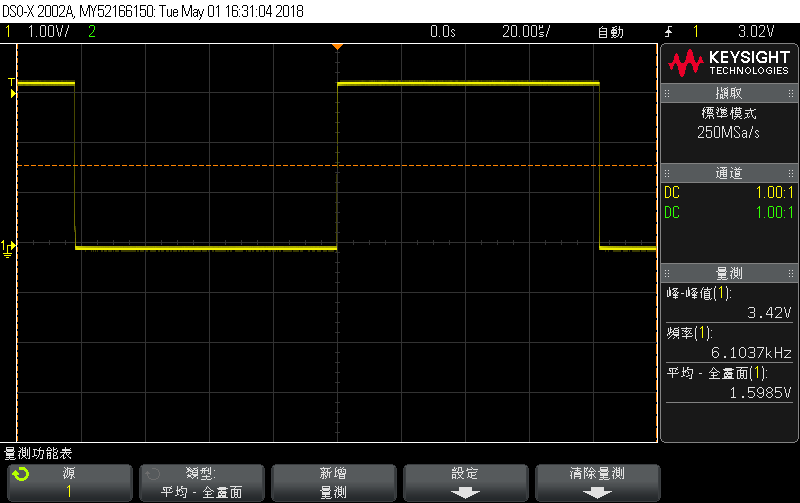 DSO-X 2002A, MY52166150: Tue May 01 16:31:04 2018
1 1.00V/ 2 0.0s 20.00us/ 自動 1 3.02V
KEYSIGHT
TECHNOLOGIES
擷取
標準模式
250MSa/s
通道
DC 1.00:1
DC 1.00:1
量測
峰-峰值(1):
3.42V
頻率(1):
6.1037kHz
平均 - 全畫面(1):
1.5985V
T
1
量測功能表
源
1
類型:
平均 - 全畫面
新增
量測
設定
清除量測